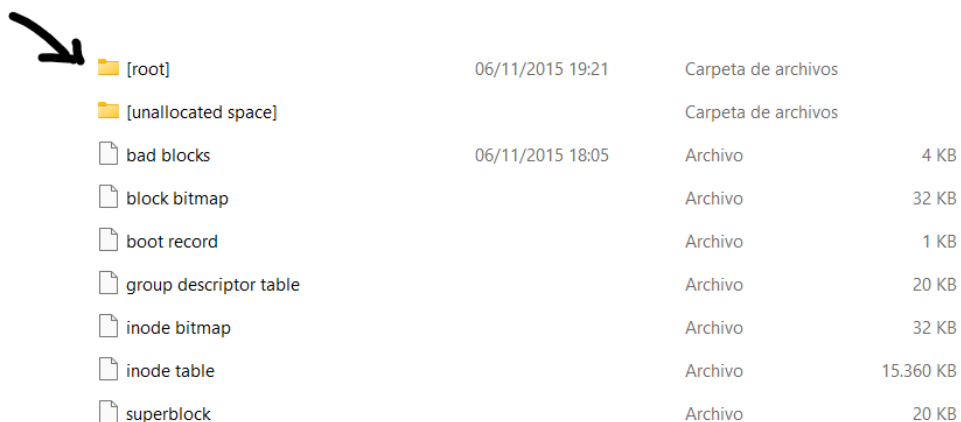 [root] 06/11/2015 19:21 Carpeta de archivos
[unallocated space] Carpeta de archivos
bad blocks 06/11/2015 18:05 Archivo 4 KB
block bitmap Archivo 32 KB
boot record Archivo 1 KB
group descriptor table Archivo 20 KB
inode bitmap Archivo 32 KB
inode table Archivo 15.360 KB
superblock Archivo 20 KB